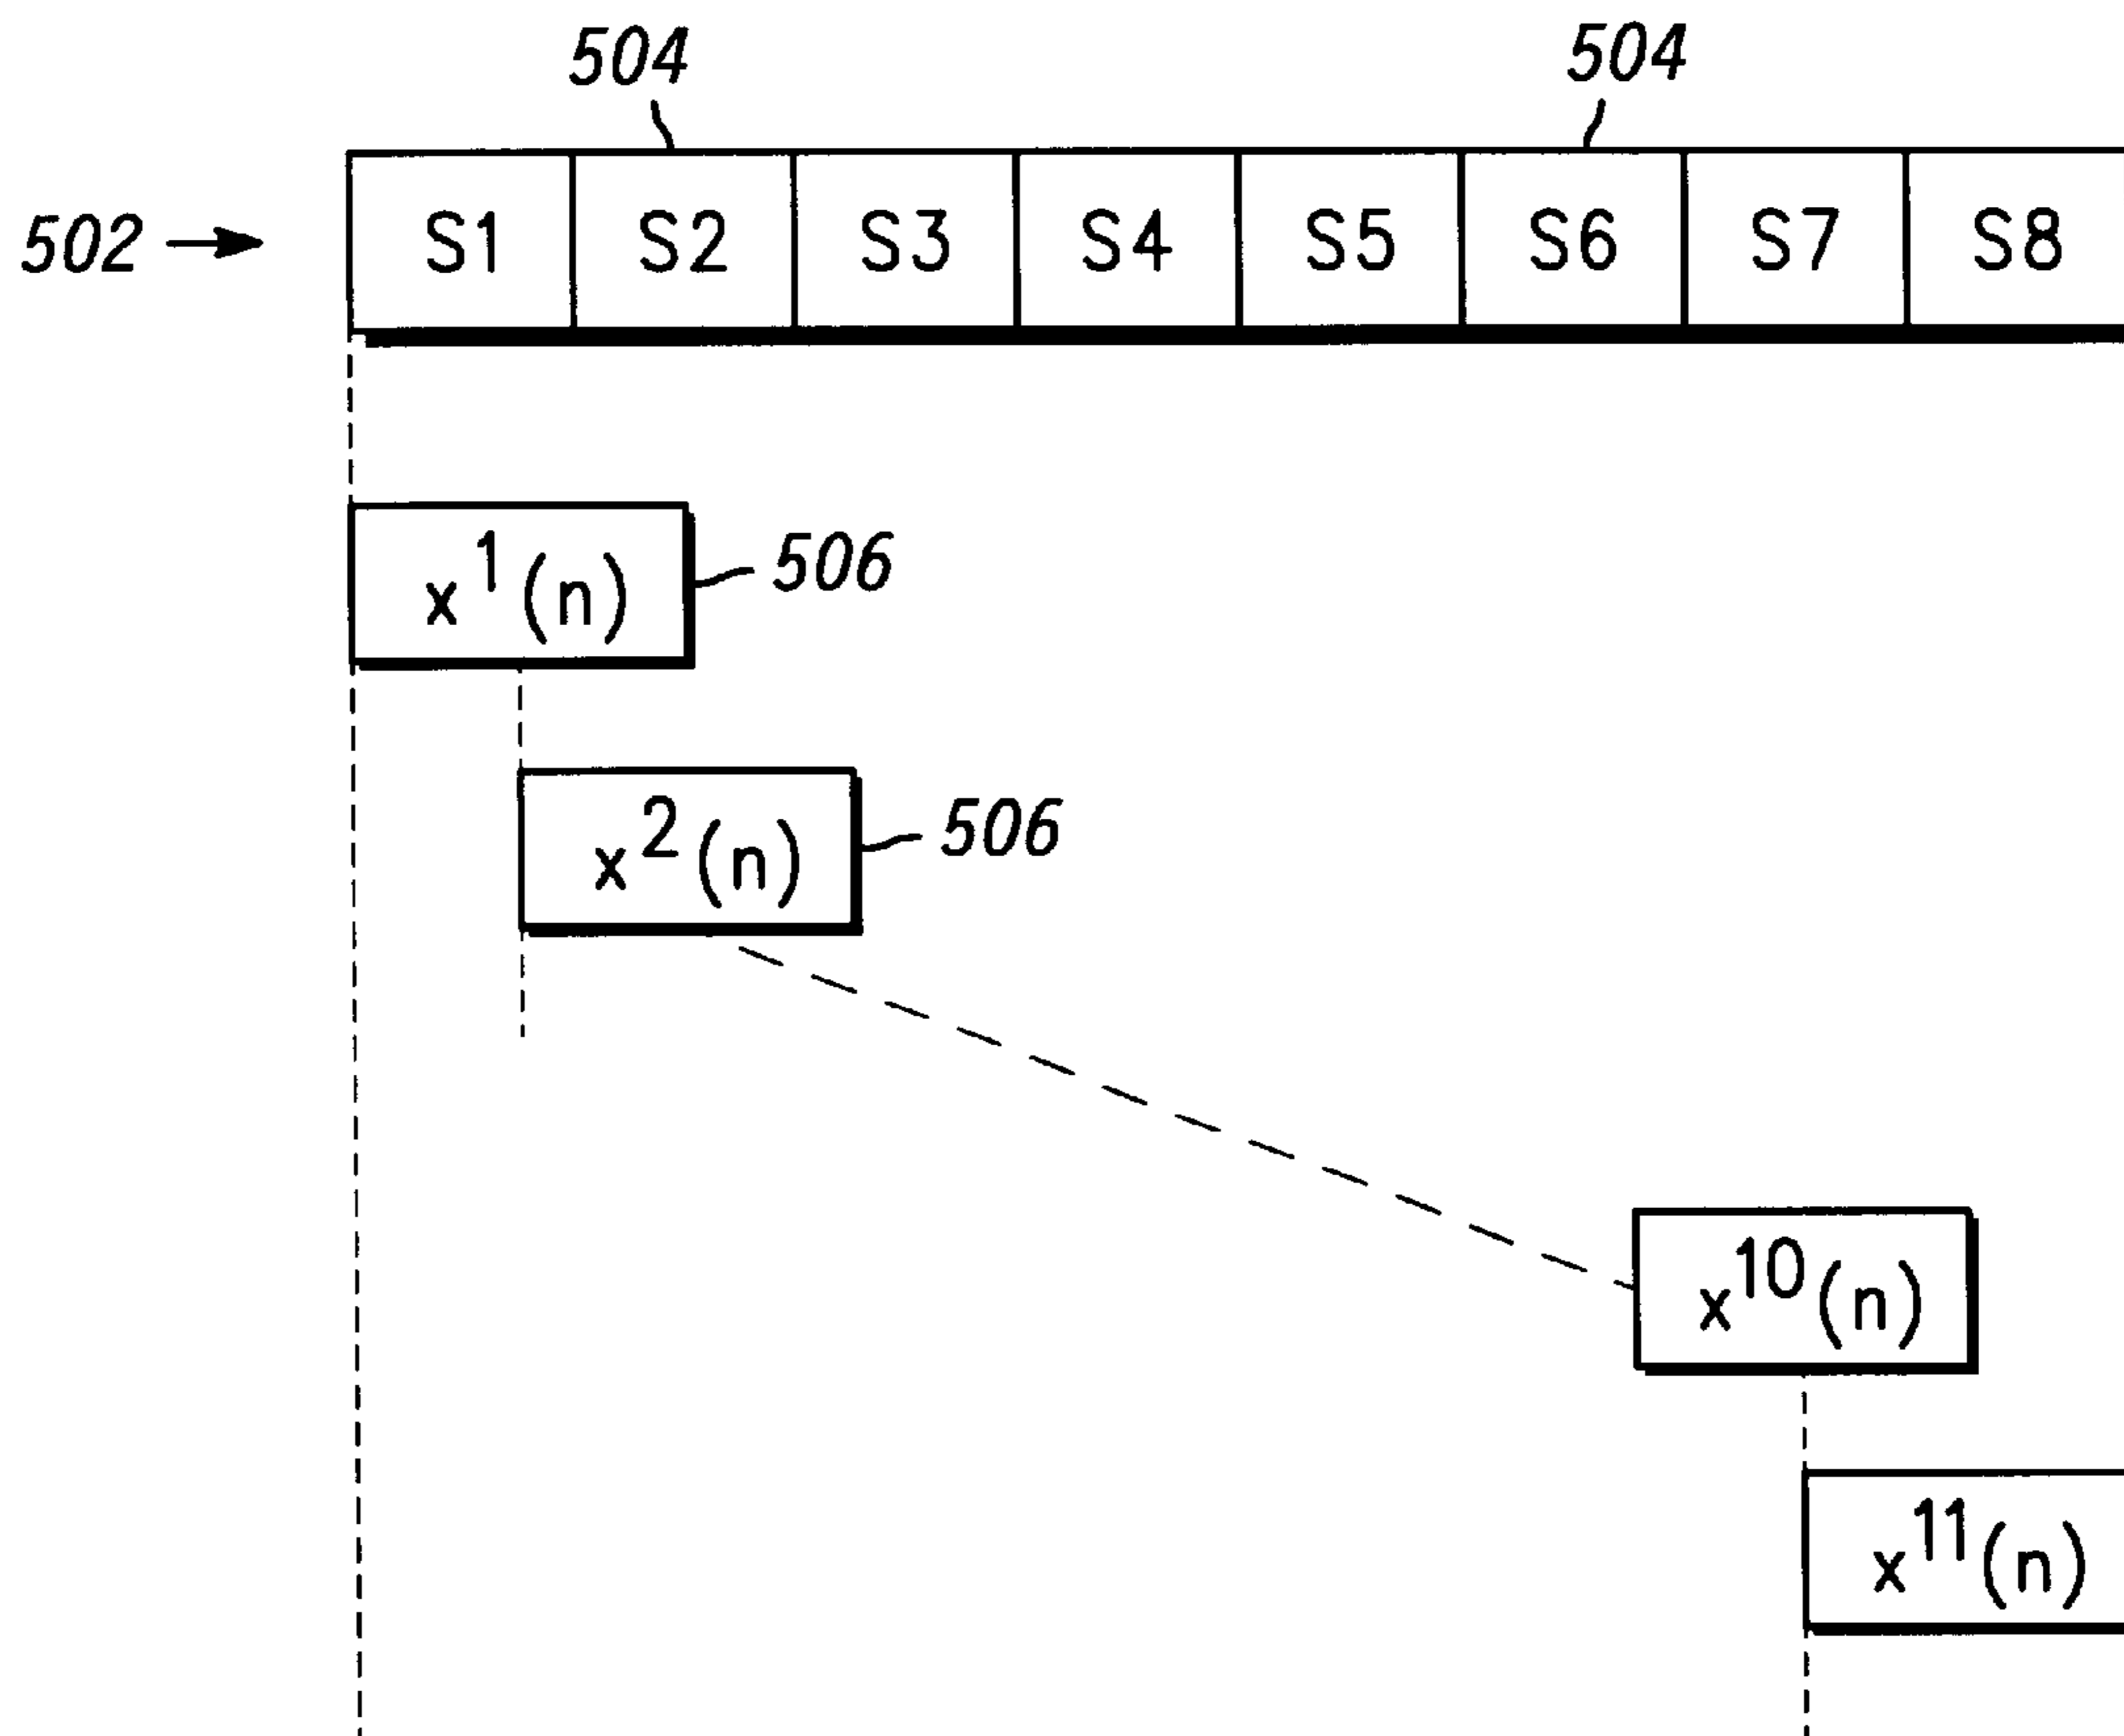 504 504
502 S1 S2 S3 S4 S5 S6 S7 S8
x¹(n) 506
x²(n) 506
x¹⁰(n)
x¹¹(n)